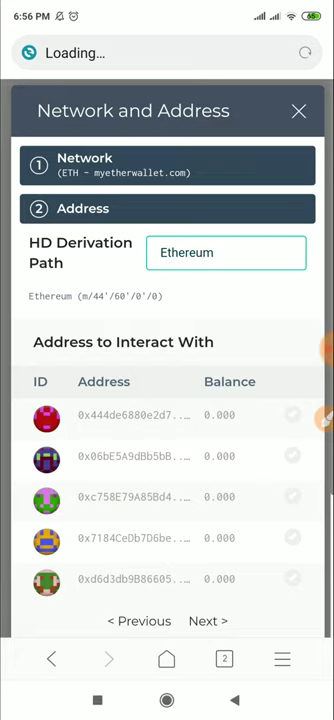 6:56 PM
65
Loading…
Network and Address
1 Network
(ETH - myetherwallet.com)
2 Address
HD Derivation Path
Ethereum
Ethereum (m/44'/60'/0'/0)
Address to Interact With
ID Address Balance
0x444de6880e2d7..… 0.000
0x06bE5A9dBb5bB..… 0.000
0xc758E79A85Bd4..… 0.000
0x7184CeDb7D6be..… 0.000
0xd6d3db9B86605..… 0.000
< Previous Next >
2